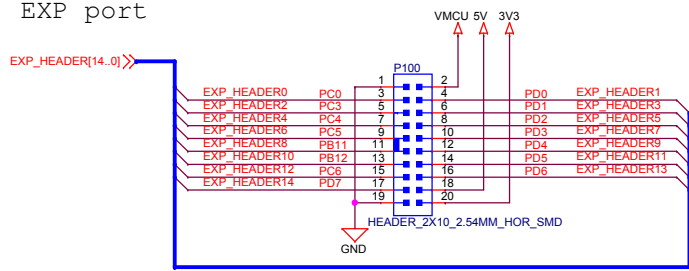 EXP port
VMCU 5V 3V3
EXP_HEADER[14..0]
P100
1 2
EXP_HEADER0 PC0 3 4 PD0 EXP_HEADER1
EXP_HEADER2 PC3 5 6 PD1 EXP_HEADER3
EXP_HEADER4 PC4 7 8 PD2 EXP_HEADER5
EXP_HEADER6 PC5 9 10 PD3 EXP_HEADER7
EXP_HEADER8 PB11 11 12 PD4 EXP_HEADER9
EXP_HEADER10 PB12 13 14 PD5 EXP_HEADER11
EXP_HEADER12 PC6 15 16 PD6 EXP_HEADER13
EXP_HEADER14 PD7 17 18
19 20
HEADER_2X10_2.54MM_HOR_SMD
GND